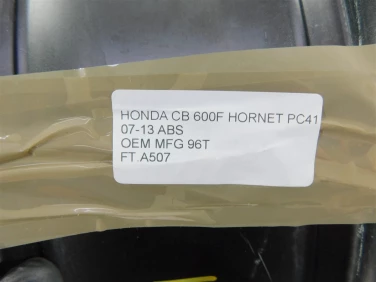 HONDA CB 600F HORNET PC41
07-13 ABS
OEM MFG 96T
FT A507